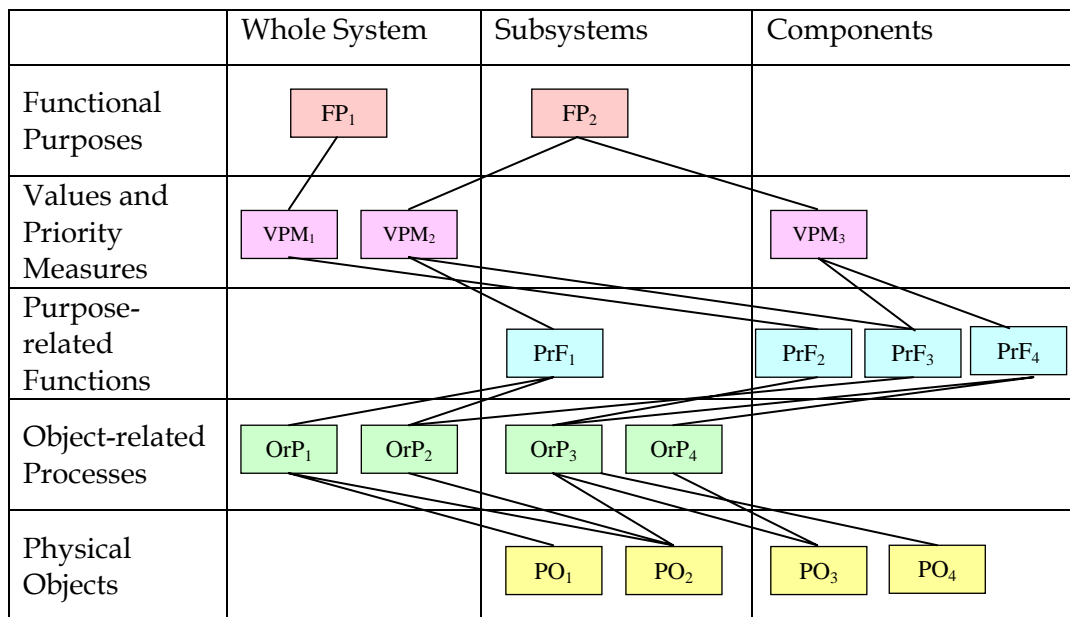 Whole System Subsystems Components
Functional
Purposes
FP₁ FP₂
Values and
Priority
Measures
VPM₁ VPM₂ VPM₃
Purpose-
related
Functions
PrF₁ PrF₂ PrF₃ PrF₄
Object-related
Processes
OrP₁ OrP₂ OrP₃ OrP₄
Physical
Objects
PO₁ PO₂ PO₃ PO₄